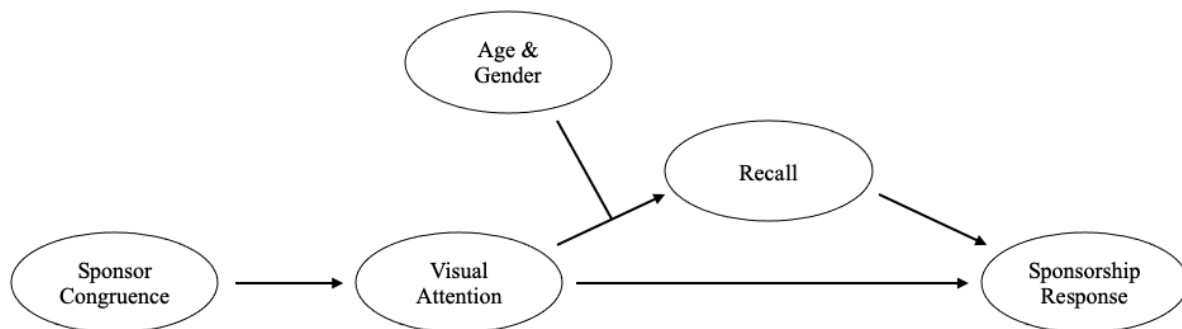 Age &
Gender
Recall
Sponsor
Congruence
Visual
Attention
Sponsorship
Response